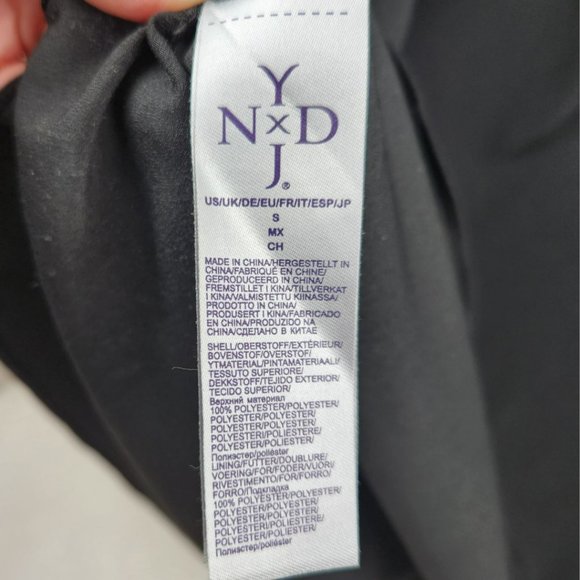 Y
N x D
J®
US/UK/DE/EU/FR/IT/ESP/JP
S
MX
CH
MADE IN CHINA/HERGESTELLT IN
CHINA/FABRIQUÉ EN CHINE/
GEPRODUCEERD IN CHINA/
FREMSTILLET I KINA/TILLVERKAT
I KINA/VALMISTETTU KIINASSA/
PRODOTTO IN CHINA/
PRODUSERT I KINA/FABRICADO
EN CHINA/PRODUZIDO NA
CHINA/СДЕЛАНО В КИТАЕ
SHELL/OBERSTOFF/EXTÉRIEUR/
BOVENSTOF/OVERSTOF/
YTMATERIAL/PINTAMATERIAALI/
TESSUTO SUPERIORE/
DEKKSTOFF/TEJIDO EXTERIOR/
TECIDO SUPERIOR/
Верхний материал
100% POLYESTER/POLYESTER/
POLYESTER/POLYESTER/
POLYESTER/POLYESTERI/
POLIESTERE/POLYESTER/
POLIÉSTER/POLIÉSTER/
Полиэстер/poliéster
LINING/FUTTER/DOUBLURE/
VOERING/FOR/FODER/VUORI/
RIVESTIMENTO/FOR/FORRO/
FORRO/Подкладка
100% POLYESTER/POLYESTER/
POLYESTER/POLYESTER/
POLYESTER/POLYESTERI/
POLIESTERE/POLYESTER/
POLIÉSTER/POLIÉSTER/
Полиэстер/poliéster